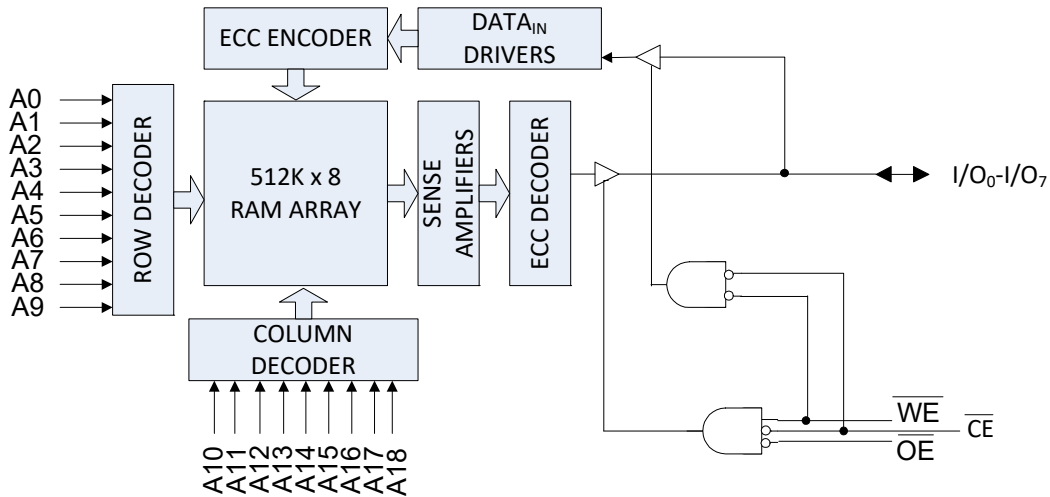 ECC ENCODER
DATAIN
DRIVERS
A0
A1
A2
A3
A4
A5
A6
A7
A8
A9
ROW DECODER
512K x 8
RAM ARRAY
SENSE
AMPLIFIERS
ECC DECODER
I/O0-I/O7
COLUMN
DECODER
A10
A11
A12
A13
A14
A15
A16
A17
A18
WE
CE
OE